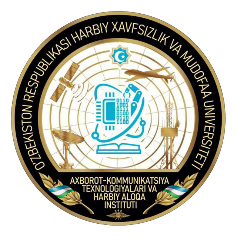 O'ZBEKISTON RESPUBLIKASI HARBIY XAVFSIZLIK VA MUDOFAA UNIVERSITETI
AXBOROT-KOMMUNIKATSIYA
TEXNOLOGIYALARI VA
HARBIY ALOQA
INSTITUTI